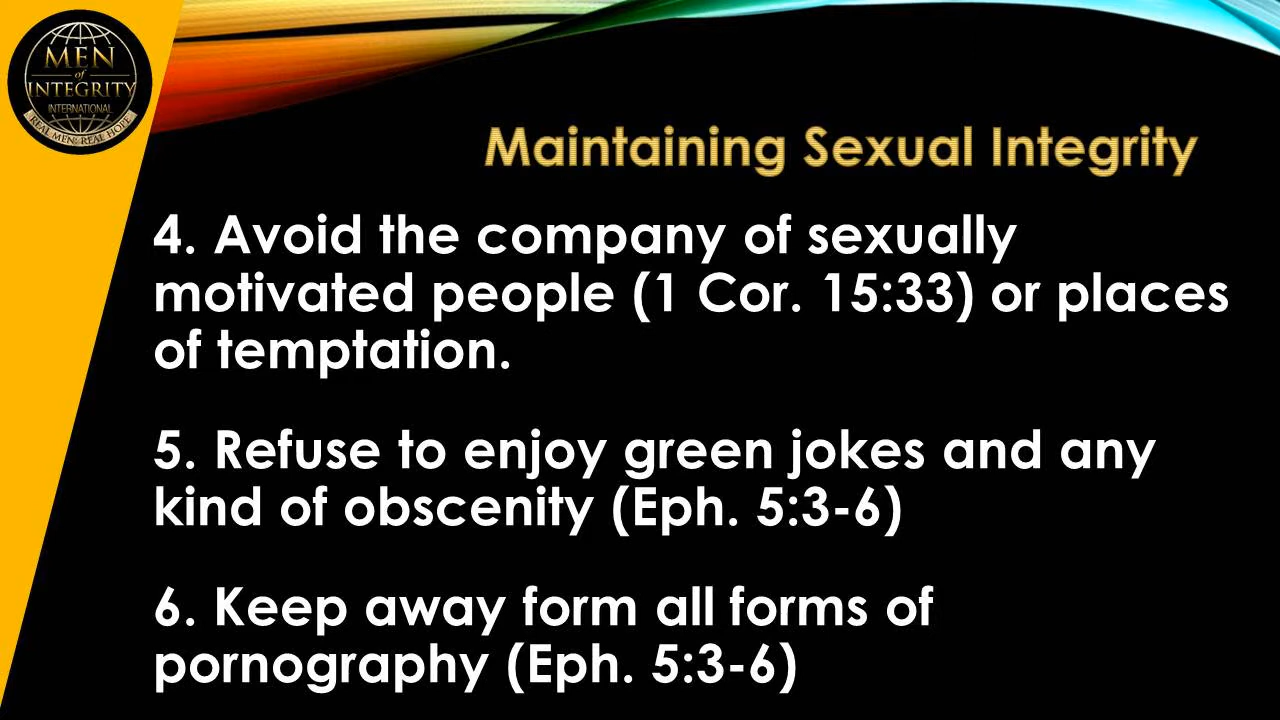 MEN
of
INTEGRITY
INTERNATIONAL
REAL MEN: REAL HOPE
Maintaining Sexual Integrity
4. Avoid the company of sexually
motivated people (1 Cor. 15:33) or places
of temptation.
5. Refuse to enjoy green jokes and any
kind of obscenity (Eph. 5:3-6)
6. Keep away form all forms of
pornography (Eph. 5:3-6)